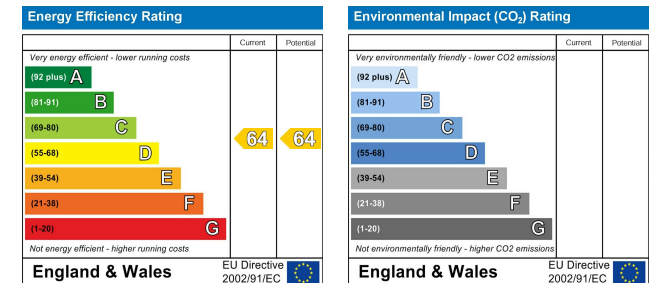 Energy Efficiency Rating
Current Potential
Very energy efficient - lower running costs
(92 plus) A
(81-91) B
(69-80) C
(55-68) D
(39-54) E
(21-38) F
(1-20) G
64 64
Not energy efficient - higher running costs
England & Wales
EU Directive
2002/91/EC
Environmental Impact (CO₂) Rating
Current Potential
Very environmentally friendly - lower CO2 emissions
(92 plus) A
(81-91) B
(69-80) C
(55-68) D
(39-54) E
(21-38) F
(1-20) G
Not environmentally friendly - higher CO2 emissions
England & Wales
EU Directive
2002/91/EC